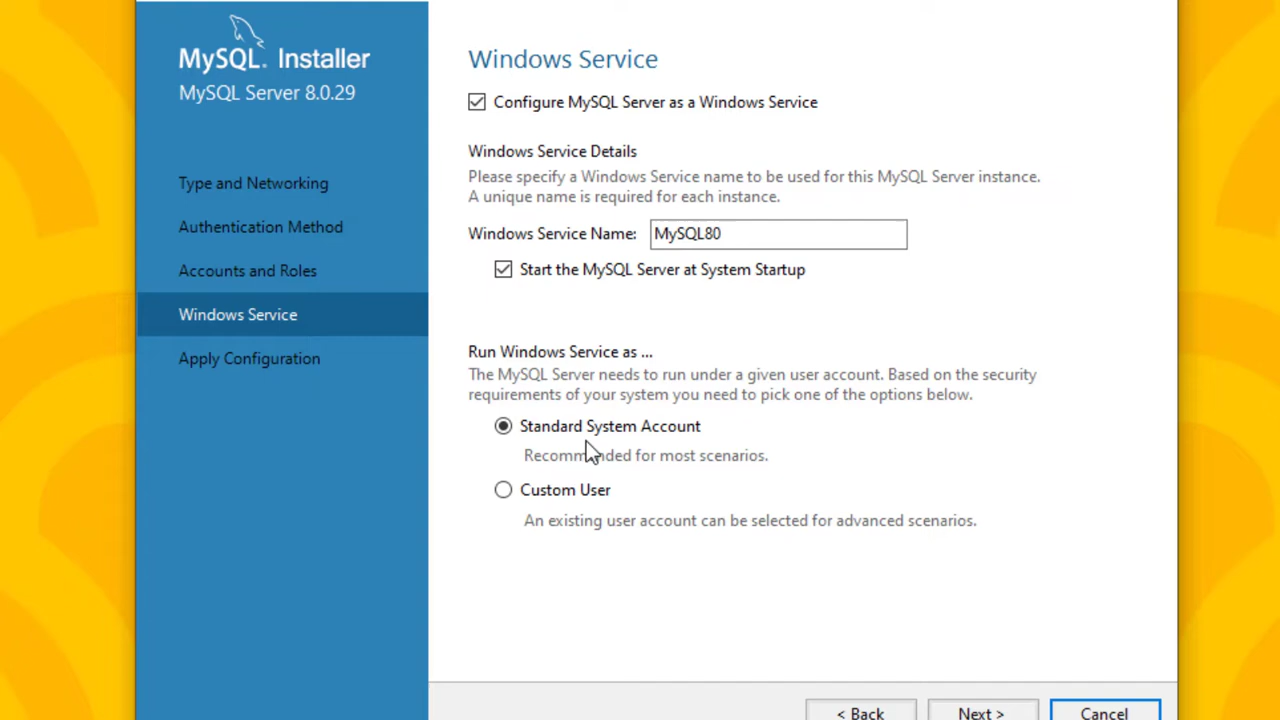 MySQL. Installer
MySQL Server 8.0.29
Type and Networking
Authentication Method
Accounts and Roles
Windows Service
Apply Configuration
Windows Service
Configure MySQL Server as a Windows Service
Windows Service Details
Please specify a Windows Service name to be used for this MySQL Server instance.
A unique name is required for each instance.
Windows Service Name: MySQL80
Start the MySQL Server at System Startup
Run Windows Service as ...
The MySQL Server needs to run under a given user account. Based on the security
requirements of your system you need to pick one of the options below.
Standard System Account
Recommended for most scenarios.
Custom User
An existing user account can be selected for advanced scenarios.
< Back Next > Cancel